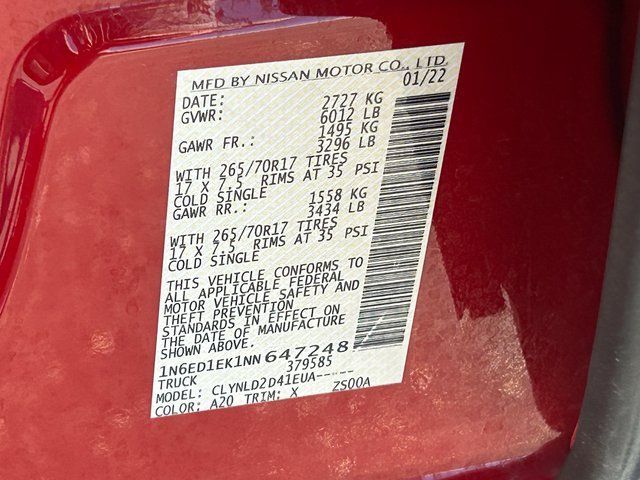 MFD BY NISSAN MOTOR CO., LTD.
DATE: 01/22
GVWR: 2727 KG
6012 LB
GAWR FR.: 1495 KG
3296 LB
WITH 265/70R17 TIRES
17 X 7.5 RIMS AT 35 PSI
COLD SINGLE
GAWR RR.: 1558 KG
3434 LB
WITH 265/70R17 TIRES
17 X 7.5 RIMS AT 35 PSI
COLD SINGLE
THIS VEHICLE CONFORMS TO
ALL APPLICABLE FEDERAL
MOTOR VEHICLE SAFETY AND
THEFT PREVENTION
STANDARDS IN EFFECT ON
THE DATE OF MANUFACTURE
SHOWN ABOVE.
1N6ED1EK1NN647248
TRUCK 379585
MODEL: CLYNLD2D41EUA-----
COLOR: A20 TRIM: X ZS00A